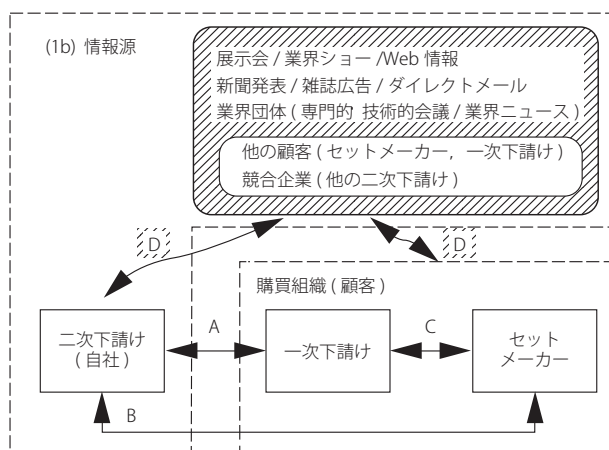 (1b) 情報源
展示会 / 業界ショー /Web 情報
新聞発表 / 雑誌広告 / ダイレクトメール
業界団体 ( 専門的 技術的会議 / 業界ニュース )
他の顧客 ( セットメーカー，一次下請け )
競合企業 ( 他の二次下請け )
D
D
購買組織 ( 顧客 )
二次下請け
( 自社 )
A
一次下請け
C
セット
メーカー
B